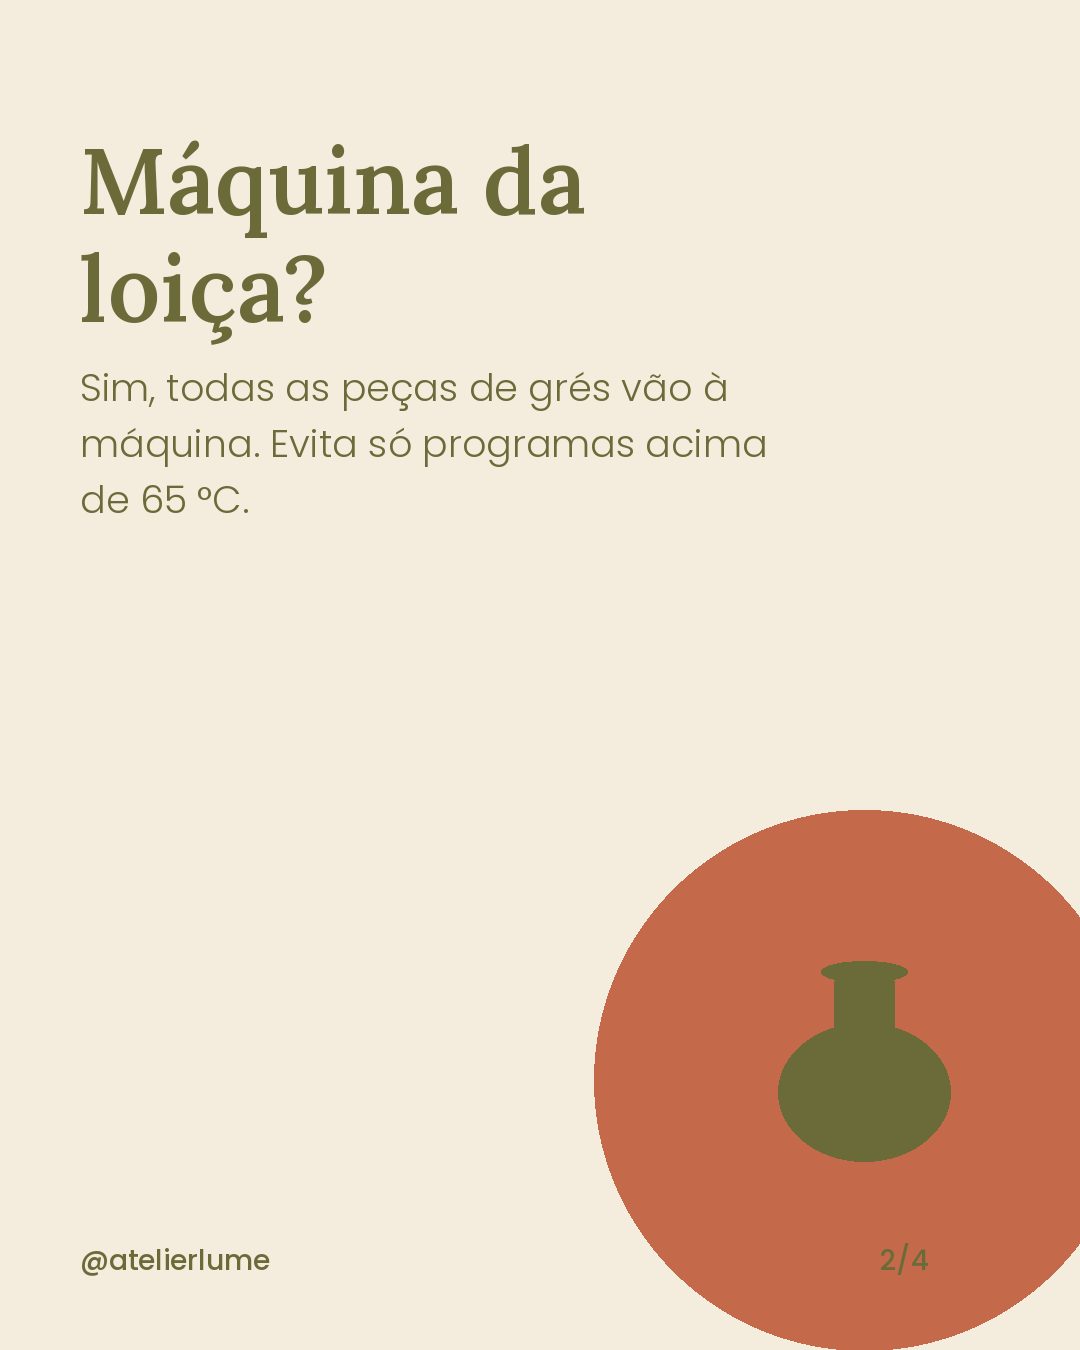 Máquina da
loiça?
Sim, todas as peças de grés vão à
máquina. Evita só programas acima
de 65 °C.
@atelierlume
2/4